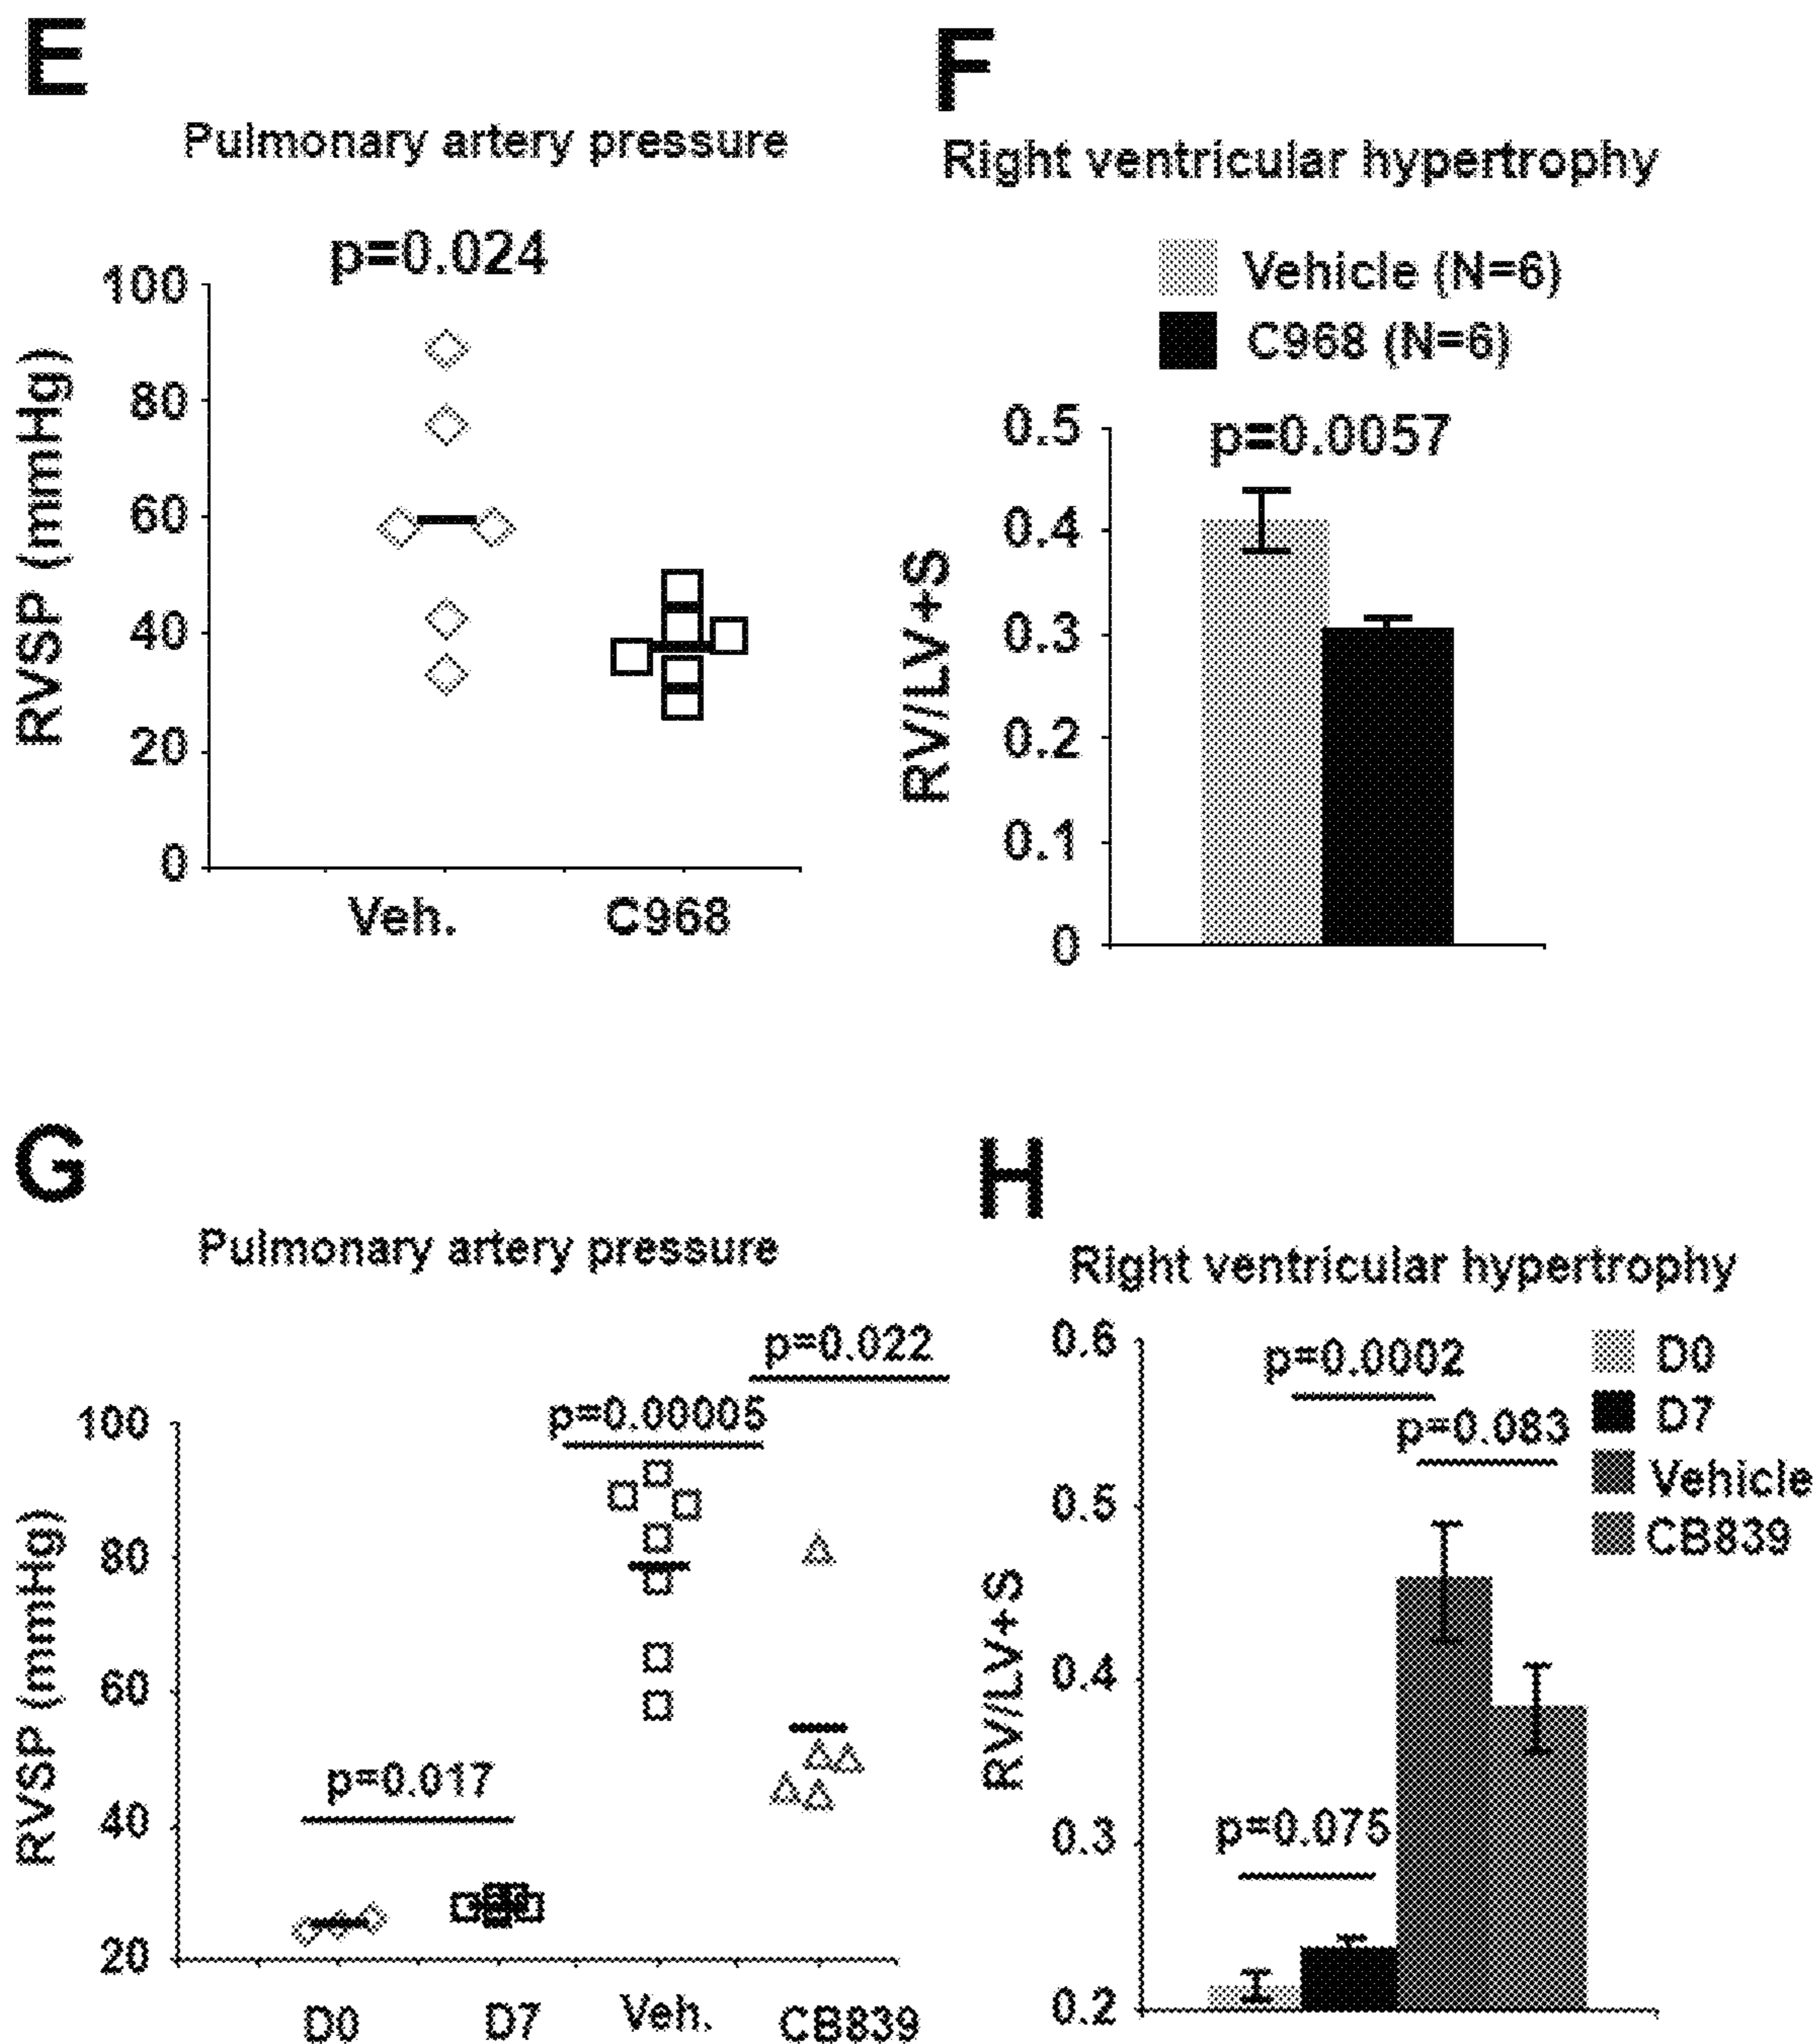 E
Pulmonary artery pressure
p=0.024
RVSP (mmHg)
100
80
60
40
20
0
Veh.
C968
F
Right ventricular hypertrophy
Vehicle (N=6)
C968 (N=6)
p=0.0057
RV/LV+S
0.5
0.4
0.3
0.2
0.1
0
G
Pulmonary artery pressure
p=0.022
p=0.00005
p=0.017
RVSP (mmHg)
100
80
60
40
20
D0
D7
Veh.
CB839
H
Right ventricular hypertrophy
p=0.0002
p=0.083
p=0.075
D0
D7
Vehicle
CB839
RV/LV+S
0.6
0.5
0.4
0.3
0.2